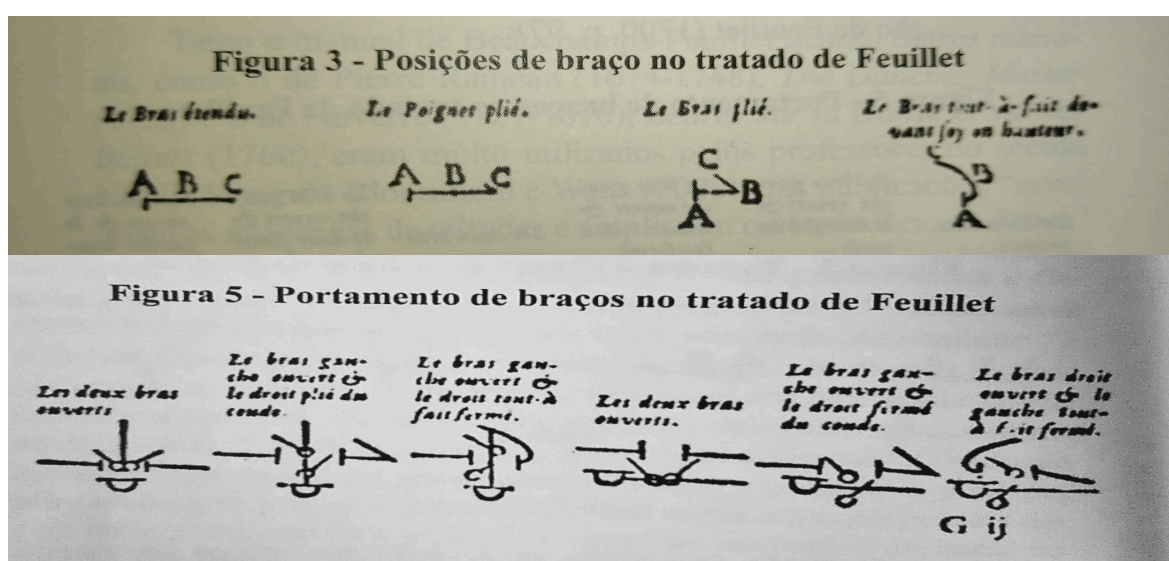 Figura 3 - Posições de braço no tratado de Feuillet
Le Bras étendu.
Le Poignet plié.
Le Bras plié.
Le Bras tout-à-fait de-
vant soy en hauteur.
A B C
A B C
C
B
A
B
A
Figura 5 - Portamento de braços no tratado de Feuillet
Les deux bras
ouverts
Le bras gau-
che ouvert &
le droit plié du
coude.
Le bras gau-
che ouvert &
le droit tout-à
fait fermé.
Les deux bras
ouverts.
Le bras gau-
che ouvert &
le droit fermé
du coude.
Le bras droit
ouvert & le
gauche tout-
à fait fermé.
G ij